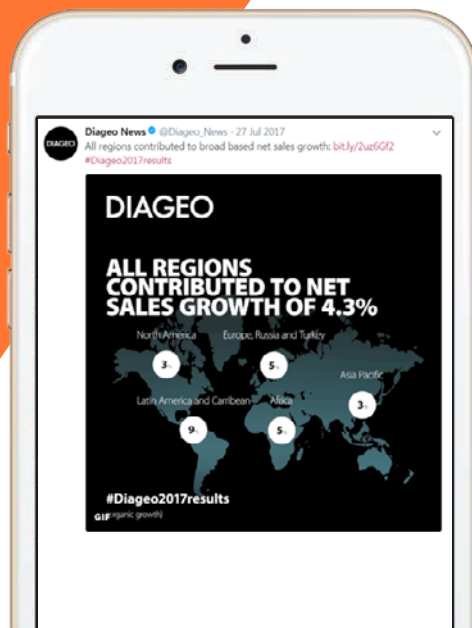 Diageo News @Diageo_News · 27 Jul 2017
DIAGEO
All regions contributed to broad based net sales growth: bit.ly/2uz6Gf2
#Diageo2017results
DIAGEO
ALL REGIONS
CONTRIBUTED TO NET
SALES GROWTH OF 4.3%
North America
Europe, Russia and Turkey
3%
5%
Asia Pacific
3%
Latin America and Carribean
Africa
9%
5%
#Diageo2017results
GIF
growth)